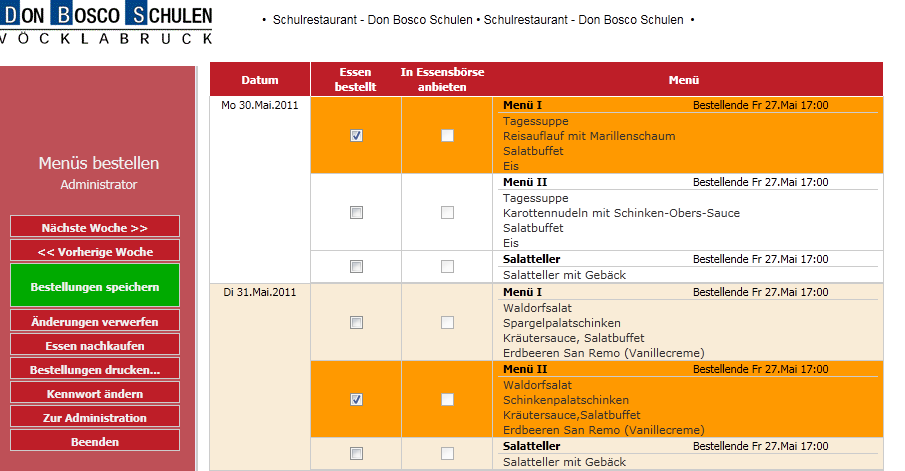 DON BOSCO SCHULEN
VÖCKLABRUCK
• Schulrestaurant - Don Bosco Schulen • Schulrestaurant - Don Bosco Schulen •
Menüs bestellen
Administrator
Nächste Woche >>
<< Vorherige Woche
Bestellungen speichern
Änderungen verwerfen
Essen nachkaufen
Bestellungen drucken...
Kennwort ändern
Zur Administration
Beenden
Datum
Essen bestellt
In Essensbörse anbieten
Menü
Mo 30.Mai.2011
Menü I Bestellende Fr 27.Mai 17:00
Tagessuppe
Reisauflauf mit Marillenschaum
Salatbuffet
Eis
Menü II Bestellende Fr 27.Mai 17:00
Tagessuppe
Karottennudeln mit Schinken-Obers-Sauce
Salatbuffet
Eis
Salatteller Bestellende Fr 27.Mai 17:00
Salatteller mit Gebäck
Di 31.Mai.2011
Menü I Bestellende Fr 27.Mai 17:00
Waldorfsalat
Spargelpalatschinken
Kräutersauce, Salatbuffet
Erdbeeren San Remo (Vanillecreme)
Menü II Bestellende Fr 27.Mai 17:00
Waldorfsalat
Schinkenpalatschinken
Kräutersauce,Salatbuffet
Erdbeeren San Remo (Vanillecreme)
Salatteller Bestellende Fr 27.Mai 17:00
Salatteller mit Gebäck